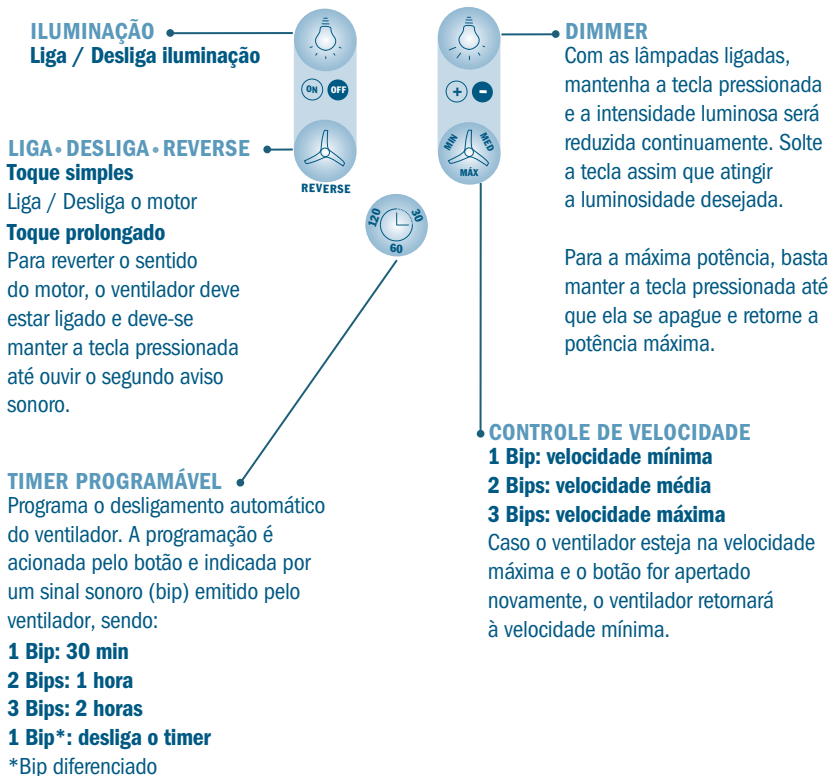 ILUMINAÇÃO
Liga / Desliga iluminação
ON OFF
LIGA • DESLIGA • REVERSE
Toque simples
Liga / Desliga o motor
Toque prolongado
Para reverter o sentido
do motor, o ventilador deve
estar ligado e deve-se
manter a tecla pressionada
até ouvir o segundo aviso
sonoro.
REVERSE
120 30
60
TIMER PROGRAMÁVEL
Programa o desligamento automático
do ventilador. A programação é
acionada pelo botão e indicada por
um sinal sonoro (bip) emitido pelo
ventilador, sendo:
1 Bip: 30 min
2 Bips: 1 hora
3 Bips: 2 horas
1 Bip*: desliga o timer
*Bip diferenciado
DIMMER
Com as lâmpadas ligadas,
mantenha a tecla pressionada
e a intensidade luminosa será
reduzida continuamente. Solte
a tecla assim que atingir
a luminosidade desejada.
Para a máxima potência, basta
manter a tecla pressionada até
que ela se apague e retorne a
potência máxima.
+ -
MIN MED
MÁX
CONTROLE DE VELOCIDADE
1 Bip: velocidade mínima
2 Bips: velocidade média
3 Bips: velocidade máxima
Caso o ventilador esteja na velocidade
máxima e o botão for apertado
novamente, o ventilador retornará
à velocidade mínima.